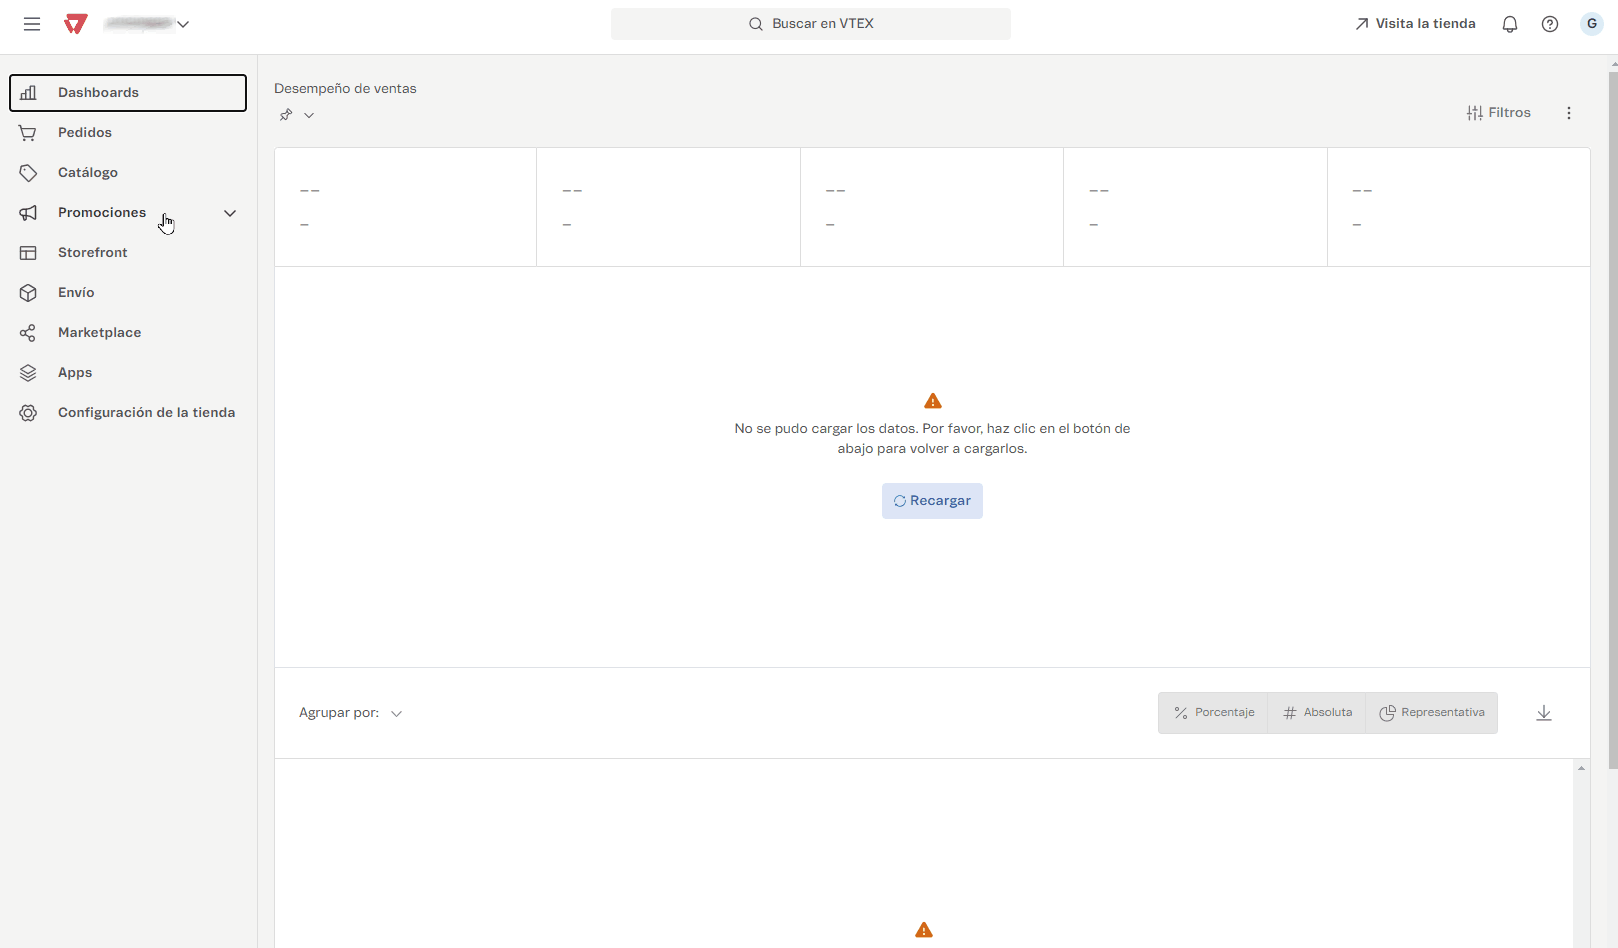 Buscar en VTEX
Visita la tienda
G
Dashboards
Pedidos
Catálogo
Promociones
Storefront
Envío
Marketplace
Apps
Configuración de la tienda
Desempeño de ventas
Filtros
-- -- -- -- --
- - - - -
No se pudo cargar los datos. Por favor, haz clic en el botón de
abajo para volver a cargarlos.
Recargar
Agrupar por:
% Porcentaje
# Absoluta
Representativa